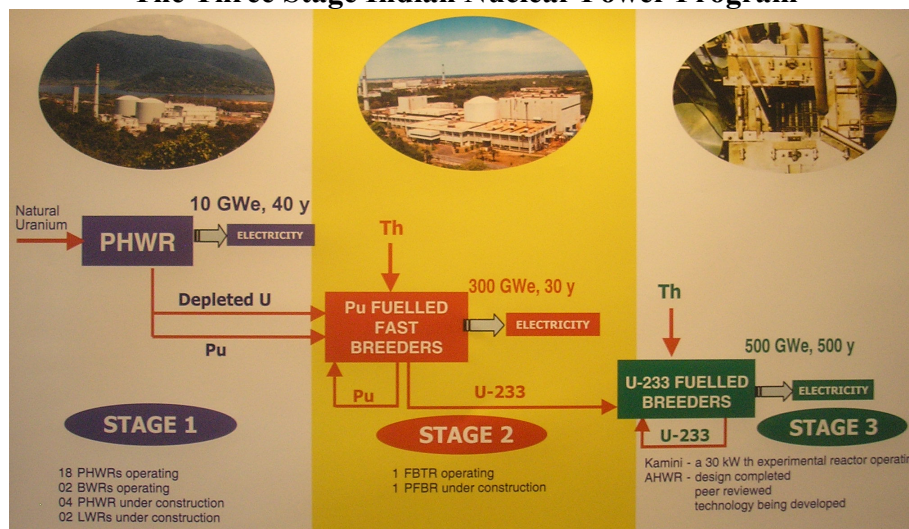 The Three Stage Indian Nuclear Power Program
Natural
Uranium
PHWR
10 GWe, 40 y
ELECTRICITY
Depleted U
Pu
STAGE 1
18 PHWRs operating
02 BWRs operating
04 PHWR under construction
02 LWRs under construction
Th
Pu FUELLED
FAST
BREEDERS
300 GWe, 30 y
ELECTRICITY
Pu
U-233
STAGE 2
1 FBTR operating
1 PFBR under construction
Th
U-233 FUELLED
BREEDERS
500 GWe, 500 y
ELECTRICITY
U-233
STAGE 3
Kamini - a 30 kW th experimental reactor operatin
AHWR - design completed
peer reviewed
technology being developed